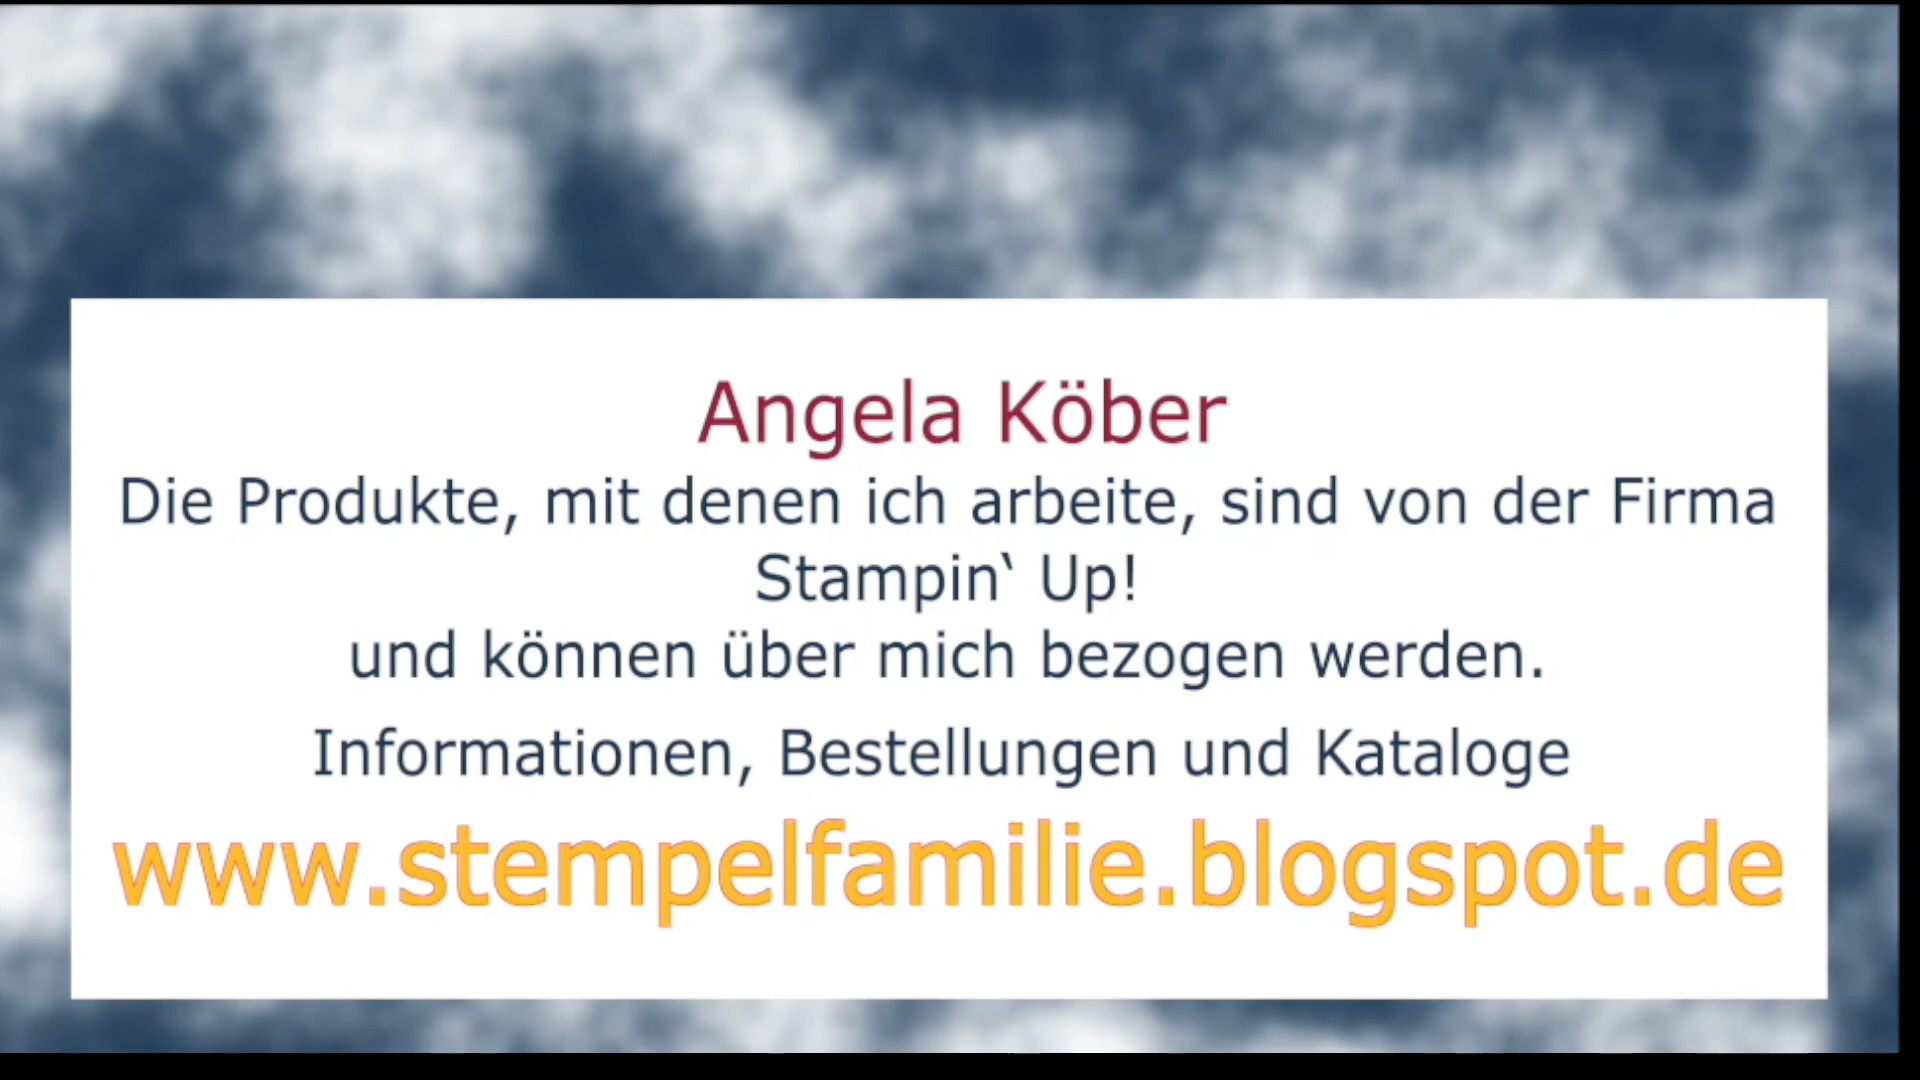 Angela Köber
Die Produkte, mit denen ich arbeite, sind von der Firma
Stampin‘ Up!
und können über mich bezogen werden.
Informationen, Bestellungen und Kataloge
www.stempelfamilie.blogspot.de